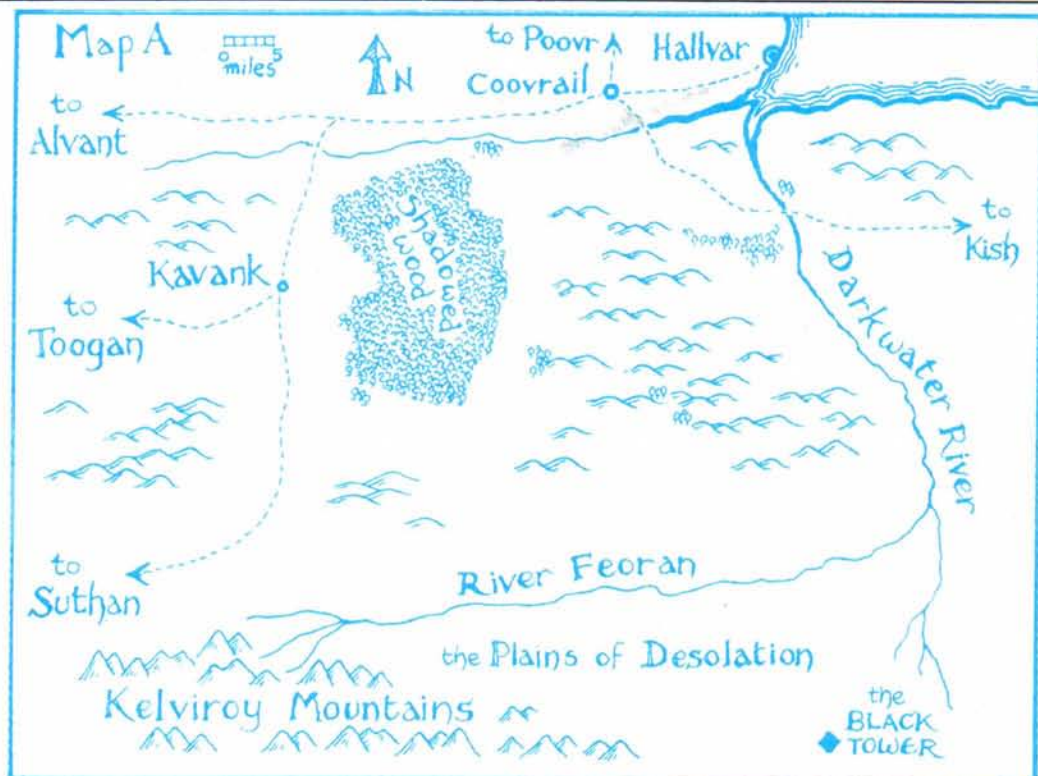 Map A
0 5
miles
N
to Poovr
Coovrail
Hallvar
to
Alvant
Shadowed
wood
Kavank
to
Kish
to
Toogan
Darkwater River
to
Suthan
River Feoran
the Plains of Desolation
Kelviroy Mountains
the
BLACK
TOWER